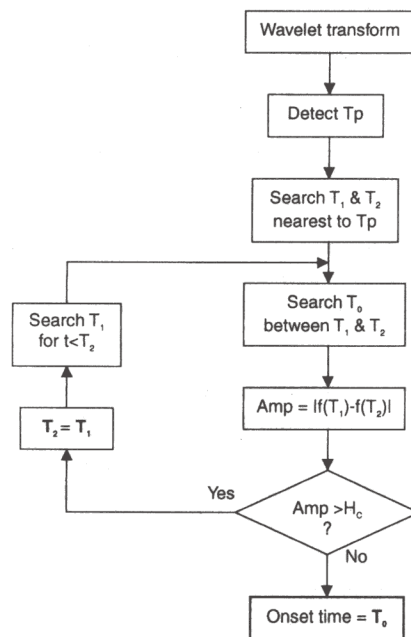 Wavelet transform
Detect Tp
Search T₁ & T₂
nearest to Tp
Search T₀
between T₁ & T₂
Amp = |f(T₁)-f(T₂)|
Amp >H꜀
?
Yes
No
T₂ = T₁
Search T₁
for t<T₂
Onset time = T₀